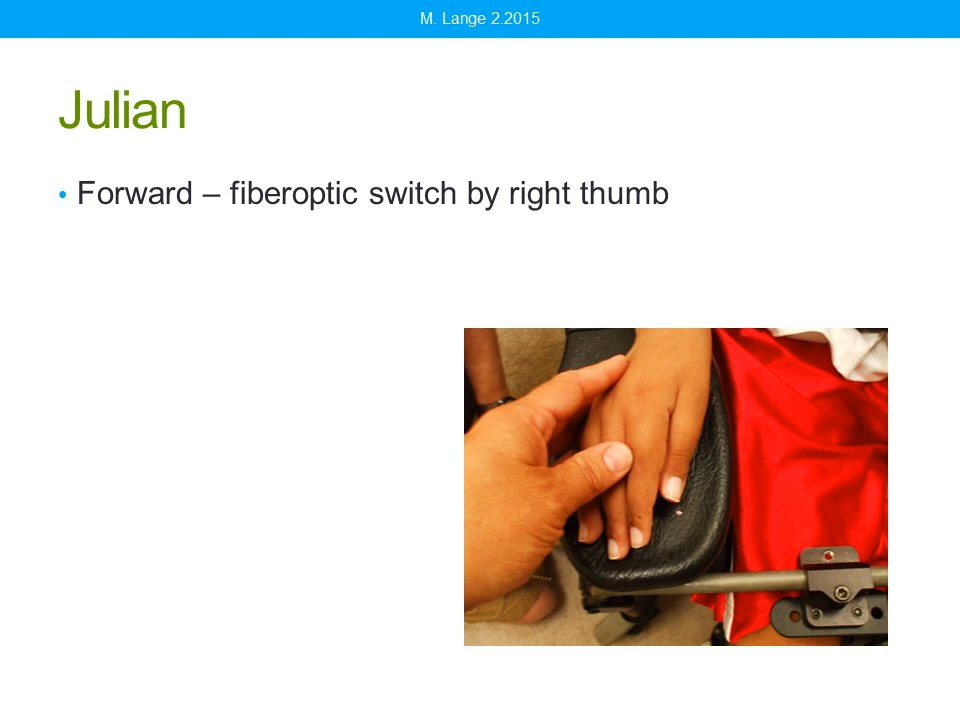 M. Lange 2.2015
Julian
• Forward – fiberoptic switch by right thumb